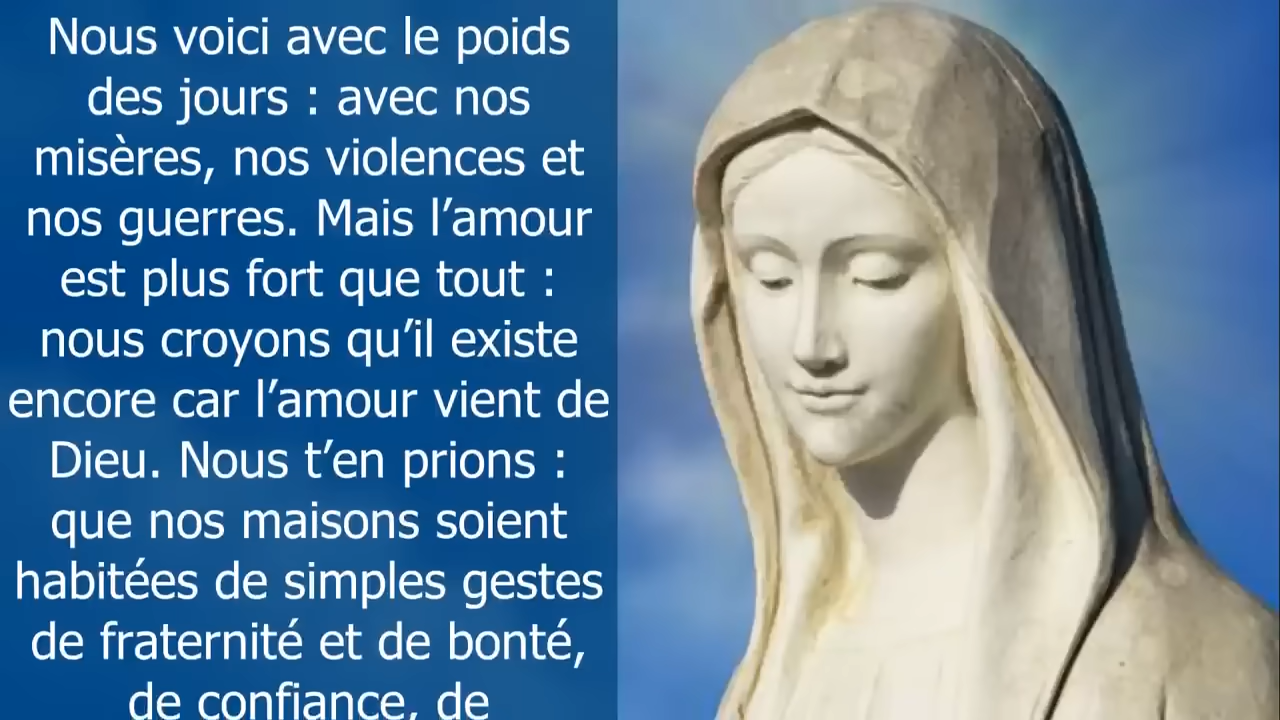 Nous voici avec le poids
des jours : avec nos
misères, nos violences et
nos guerres. Mais l’amour
est plus fort que tout :
nous croyons qu’il existe
encore car l’amour vient de
Dieu. Nous t’en prions :
que nos maisons soient
habitées de simples gestes
de fraternité et de bonté,
de confiance, de